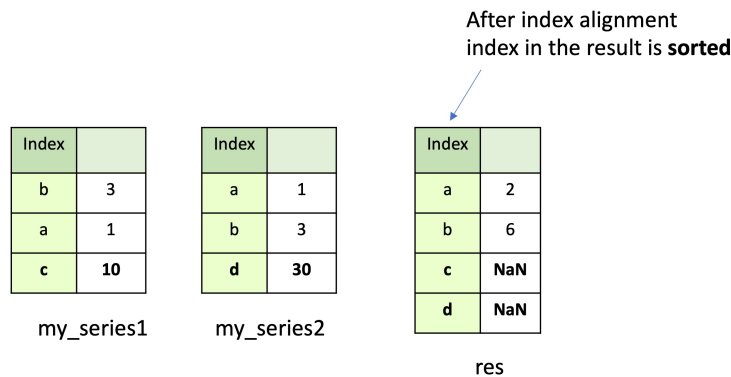 After index alignment
index in the result is sorted
Index
b 3
a 1
c 10
my_series1
Index
a 1
b 3
d 30
my_series2
Index
a 2
b 6
c NaN
d NaN
res